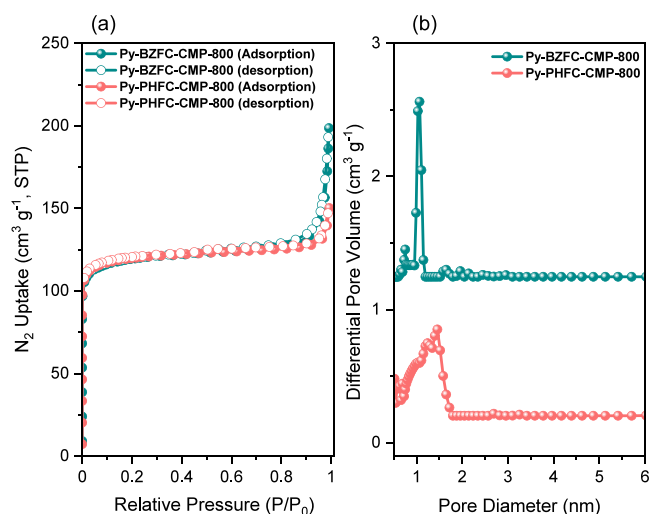 (a)
Py-BZFC-CMP-800 (Adsorption)
Py-BZFC-CMP-800 (desorption)
Py-PHFC-CMP-800 (Adsorption)
Py-PHFC-CMP-800 (desorption)
250
200
150
100
50
0
0 0.2 0.4 0.6 0.8 1
N₂ Uptake (cm³ g⁻¹, STP)
Relative Pressure (P/P₀)
(b)
Py-BZFC-CMP-800
Py-PHFC-CMP-800
3
2
1
0
1 2 3 4 5 6
Differential Pore Volume (cm³ g⁻¹)
Pore Diameter (nm)